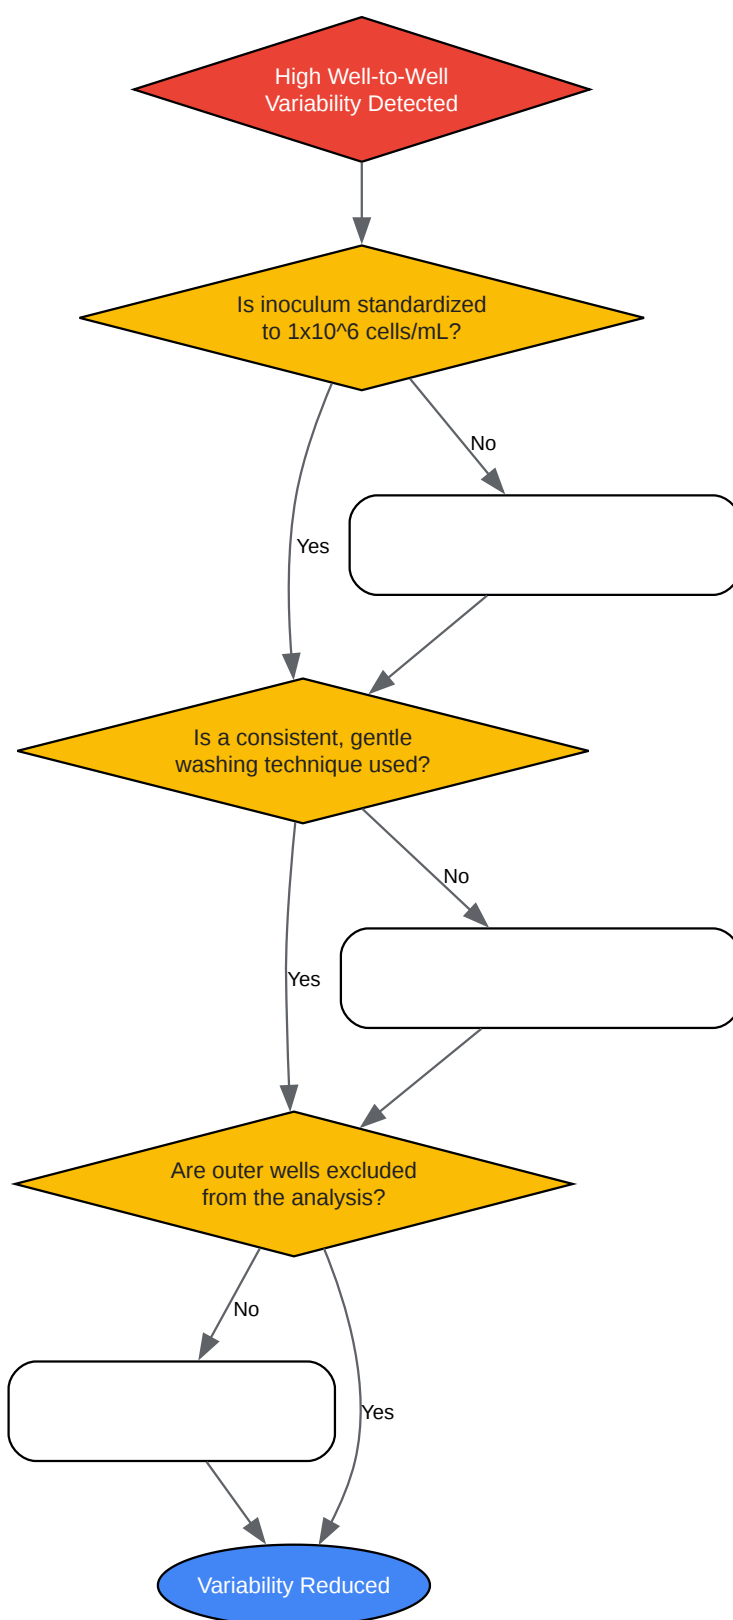 High Well-to-Well
Variability Detected
Is inoculum standardized
to 1x10^6 cells/mL?
No
Yes
Is a consistent, gentle
washing technique used?
No
Yes
Are outer wells excluded
from the analysis?
No
Yes
Variability Reduced